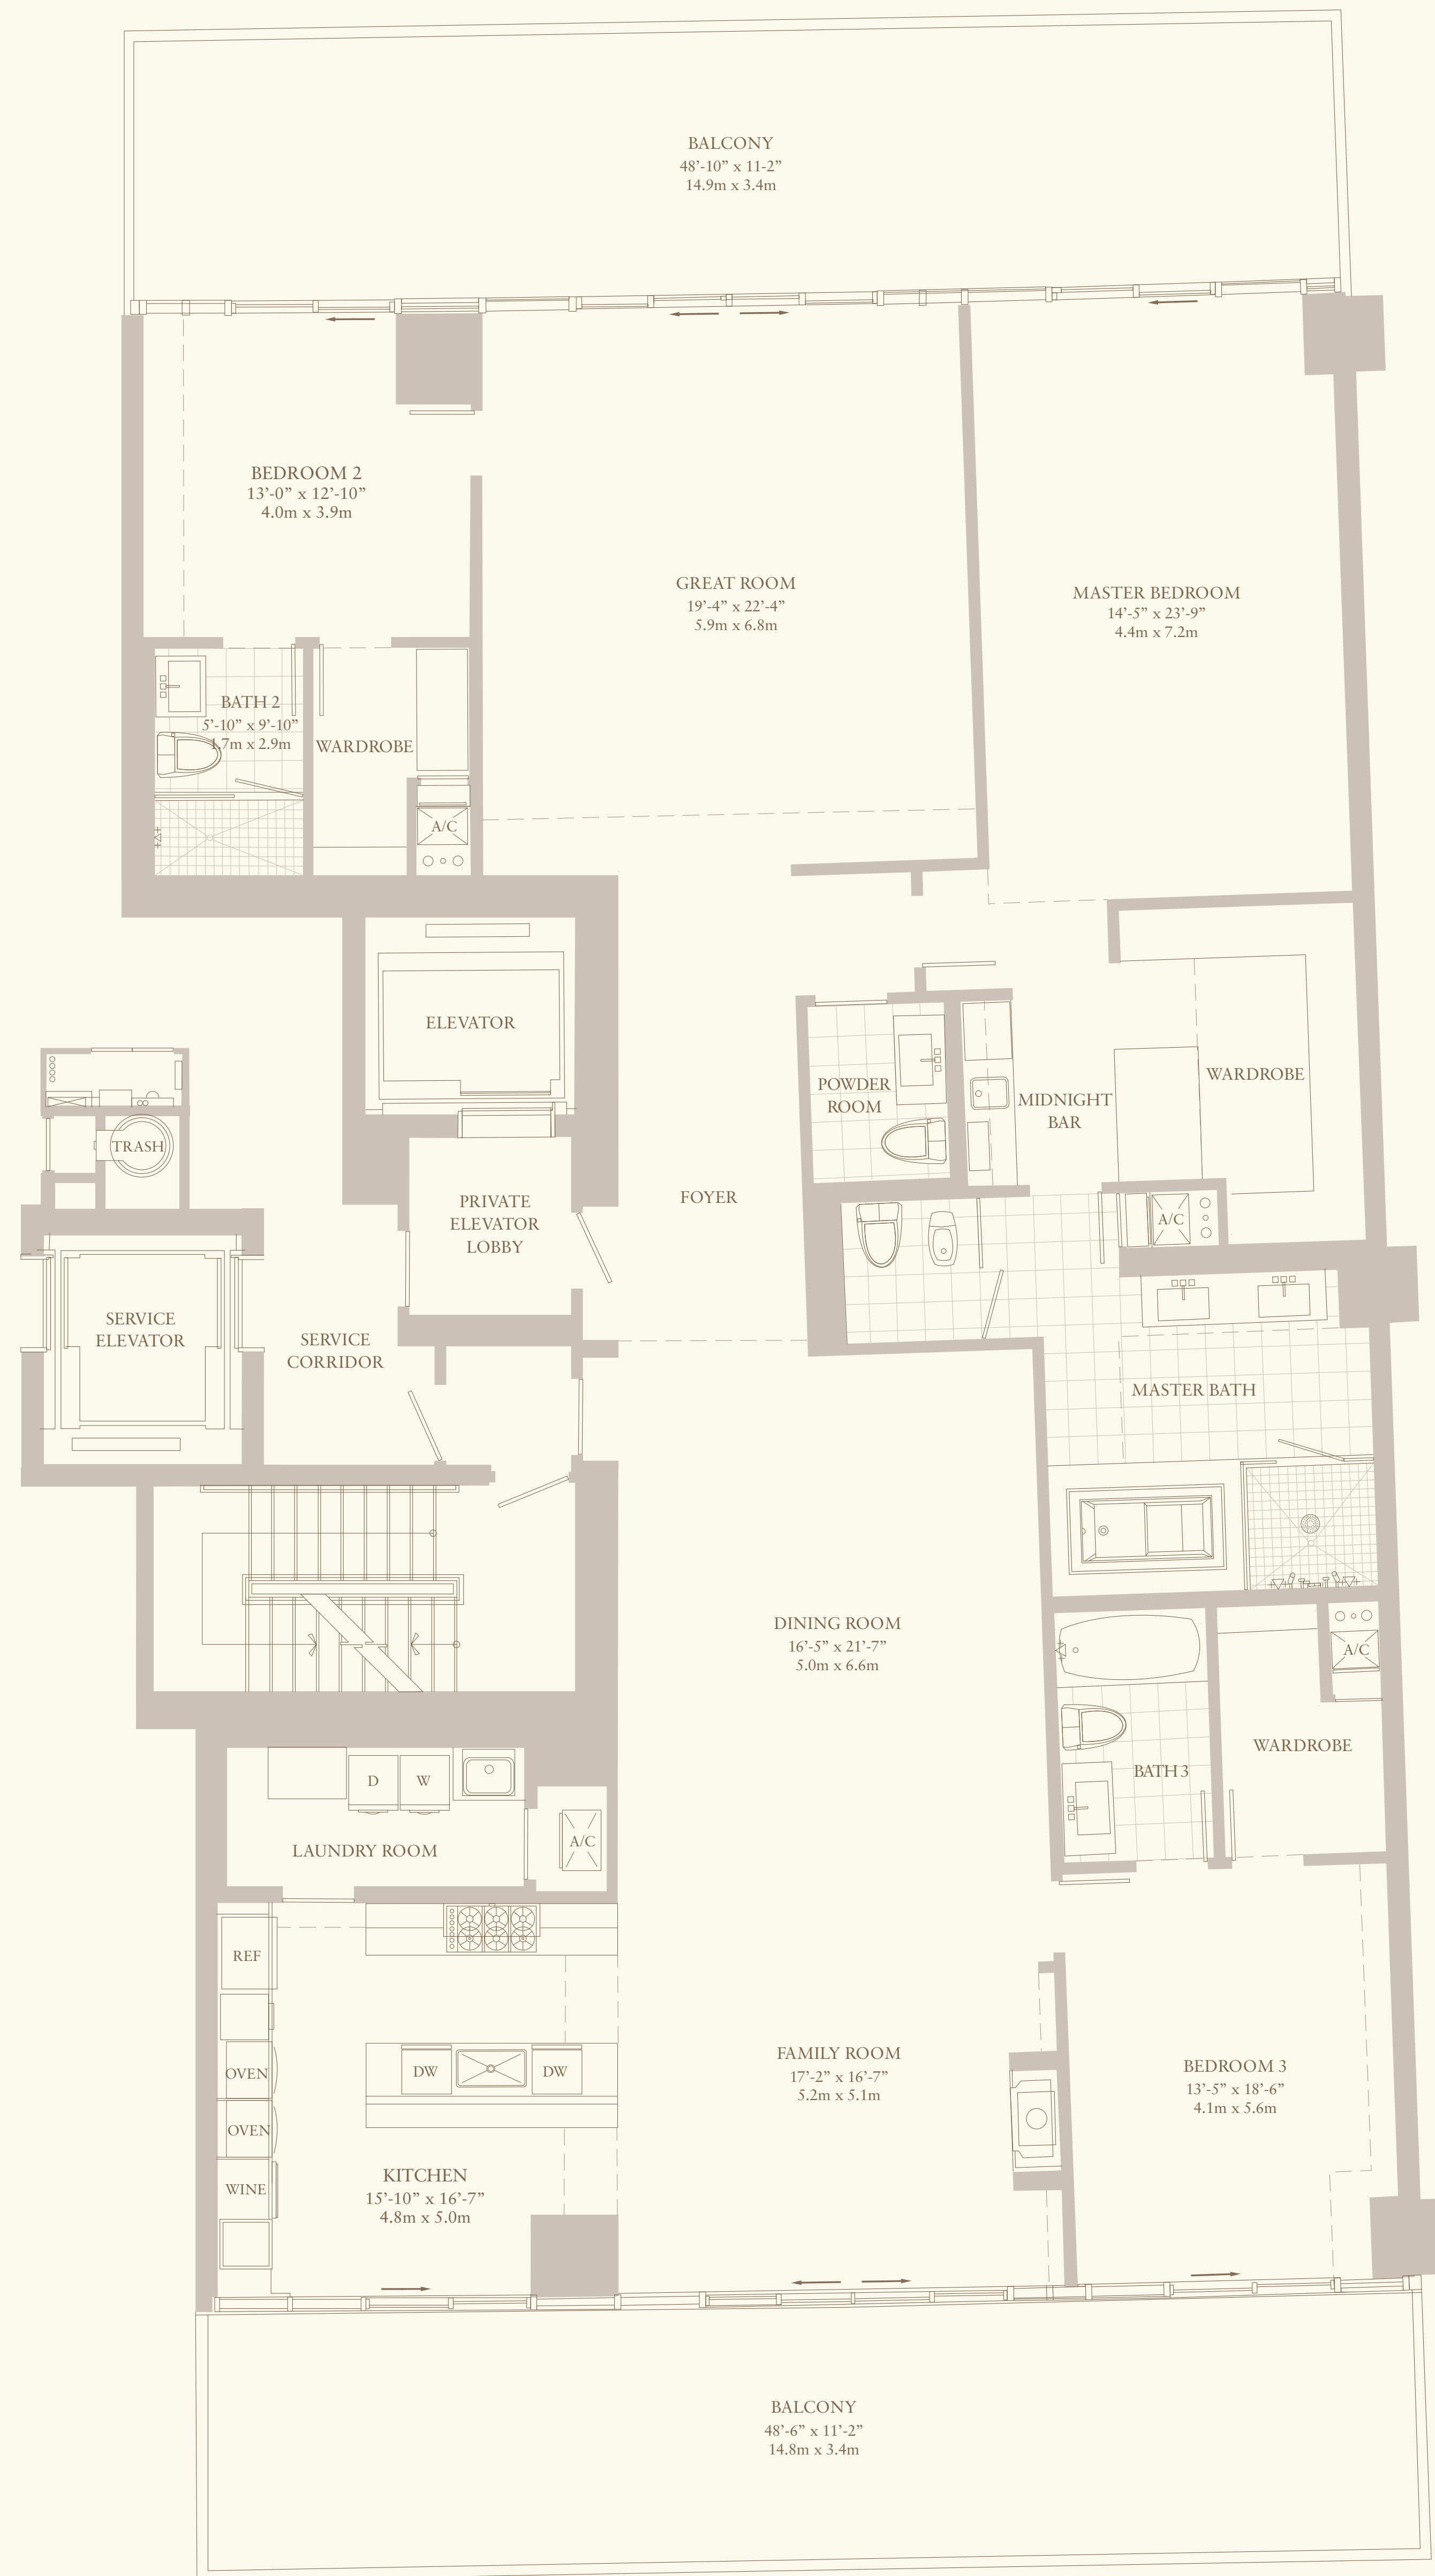 BALCONY
48’-10” x 11-2”
14.9m x 3.4m
BEDROOM 2
13’-0” x 12’-10”
4.0m x 3.9m
GREAT ROOM
19’-4” x 22’-4”
5.9m x 6.8m
MASTER BEDROOM
14’-5” x 23’-9”
4.4m x 7.2m
BATH 2
5’-10” x 9’-10”
1.7m x 2.9m
WARDROBE
A/C
ELEVATOR
POWDER
ROOM
MIDNIGHT
BAR
WARDROBE
TRASH
PRIVATE
ELEVATOR
LOBBY
FOYER
A/C
SERVICE
ELEVATOR
SERVICE
CORRIDOR
MASTER BATH
DINING ROOM
16’-5” x 21’-7”
5.0m x 6.6m
A/C
WARDROBE
BATH 3
D
W
LAUNDRY ROOM
A/C
REF
OVEN
OVEN
WINE
DW
DW
FAMILY ROOM
17’-2” x 16’-7”
5.2m x 5.1m
BEDROOM 3
13’-5” x 18’-6”
4.1m x 5.6m
KITCHEN
15’-10” x 16’-7”
4.8m x 5.0m
BALCONY
48’-6” x 11’-2”
14.8m x 3.4m